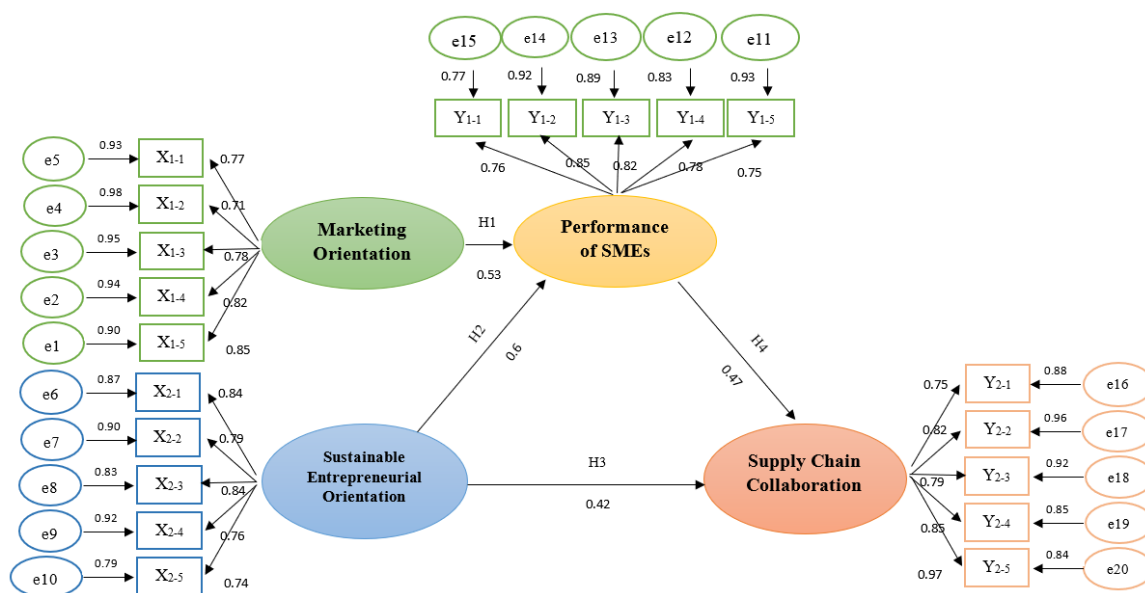 e15 e14 e13 e12 e11
0.77 0.92 0.89 0.83 0.93
Y1-1 Y1-2 Y1-3 Y1-4 Y1-5
0.76 0.85 0.82 0.78 0.75
e5 0.93 X1-1 0.77
e4 0.98 X1-2 0.71
e3 0.95 X1-3 0.78
e2 0.94 X1-4 0.82
e1 0.90 X1-5 0.85
Marketing
Orientation
H1
0.53
Performance
of SMEs
H2
0.6
H4
0.47
e6 0.87 X2-1 0.84
e7 0.90 X2-2 0.79
e8 0.83 X2-3 0.84
e9 0.92 X2-4 0.76
e10 0.79 X2-5 0.74
Sustainable
Entrepreneurial
Orientation
H3
0.42
Supply Chain
Collaboration
0.75 Y2-1 0.88 e16
0.82 Y2-2 0.96 e17
0.79 Y2-3 0.92 e18
0.85 Y2-4 0.85 e19
0.97 Y2-5 0.84 e20